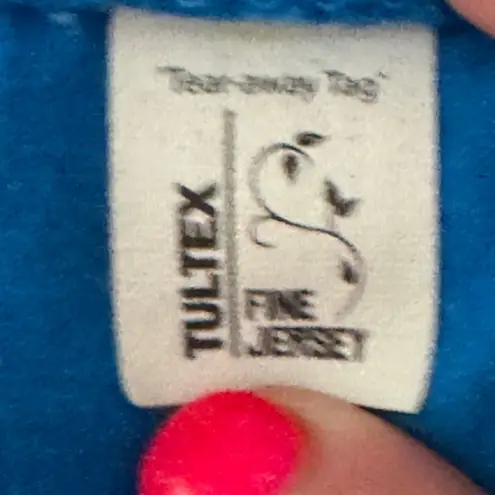 "Tear-away Tag"
TULTEX
FINE
JERSEY